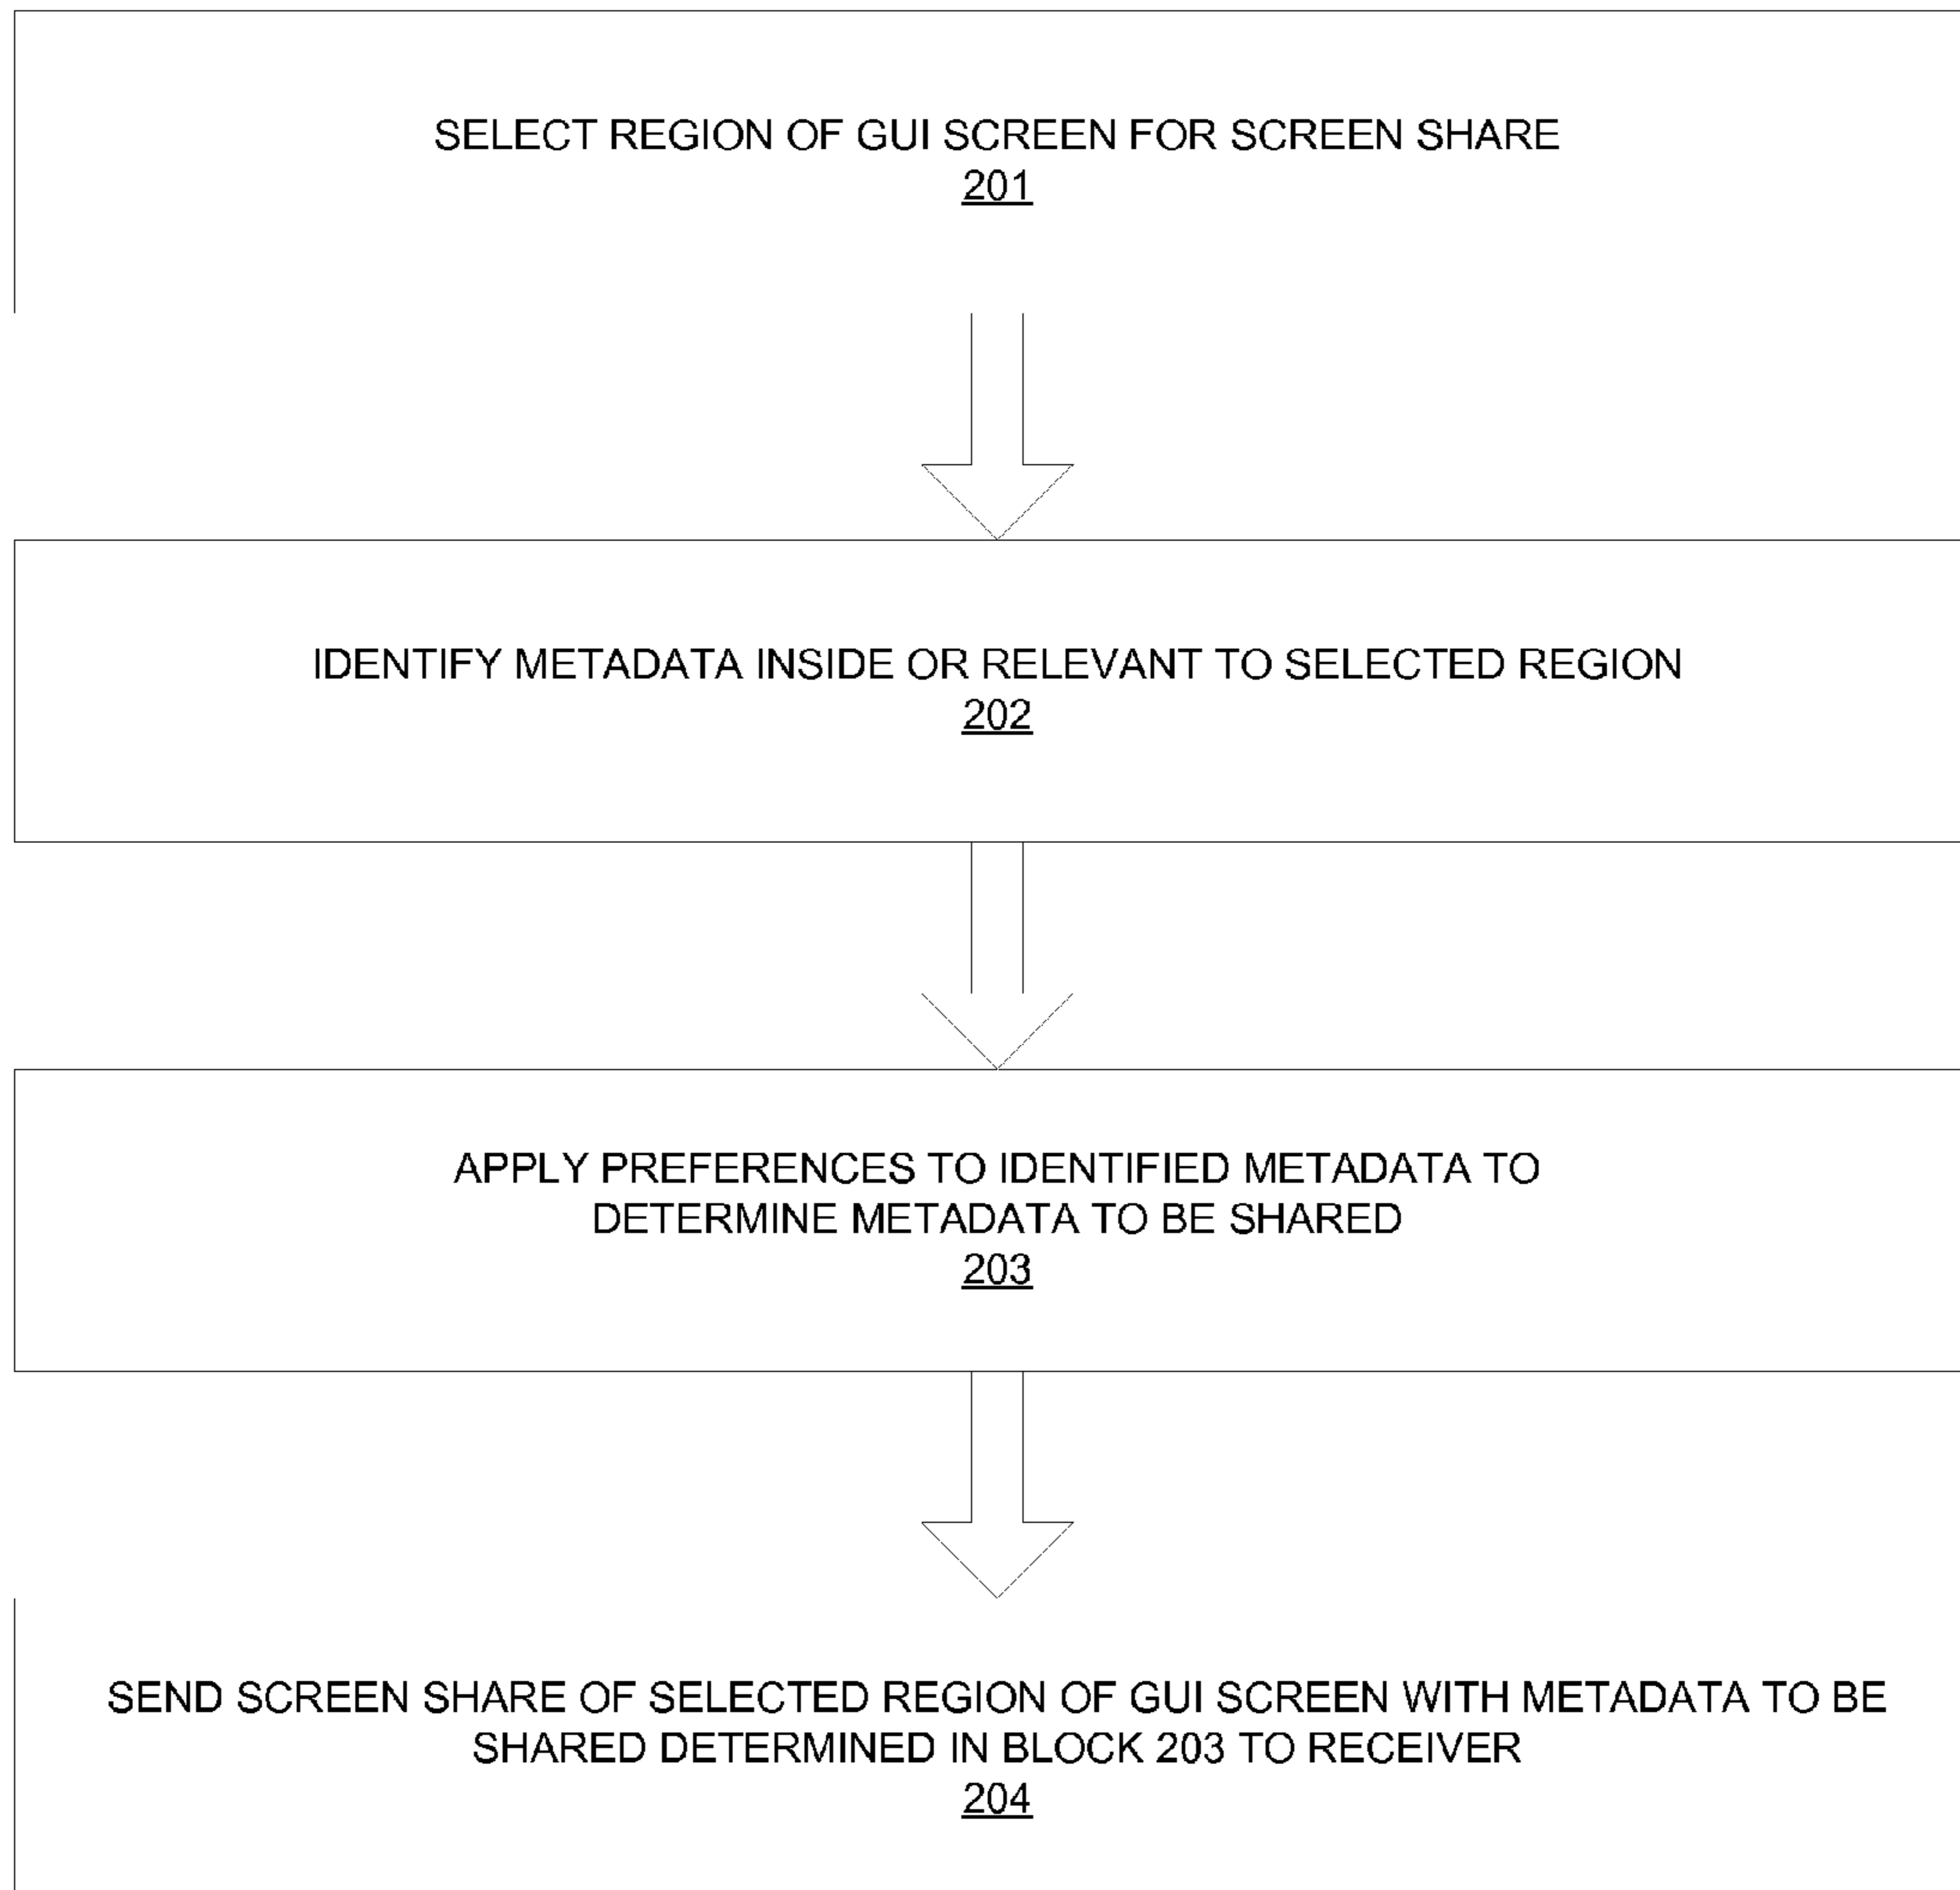 SELECT REGION OF GUI SCREEN FOR SCREEN SHARE
201
IDENTIFY METADATA INSIDE OR RELEVANT TO SELECTED REGION
202
APPLY PREFERENCES TO IDENTIFIED METADATA TO
DETERMINE METADATA TO BE SHARED
203
SEND SCREEN SHARE OF SELECTED REGION OF GUI SCREEN WITH METADATA TO BE
SHARED DETERMINED IN BLOCK 203 TO RECEIVER
204